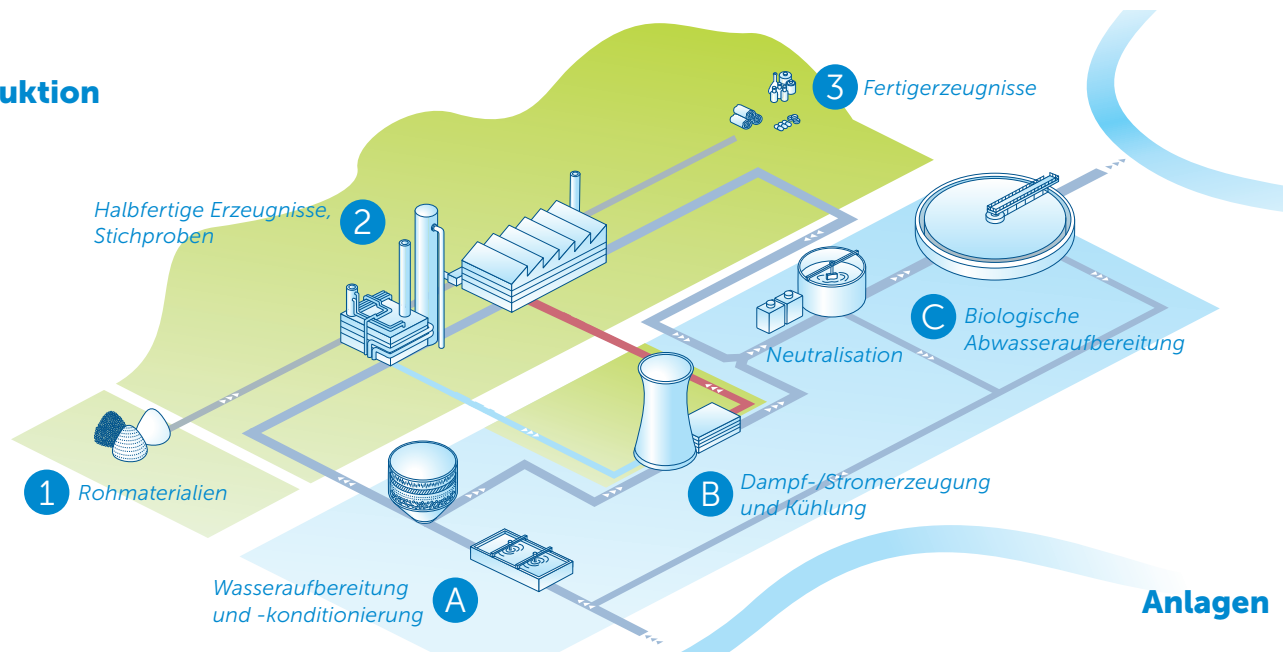 uktion
3 Fertigerzeugnisse
Halbfertige Erzeugnisse,
Stichproben
2
C Biologische
Abwasseraufbereitung
Neutralisation
1 Rohmaterialien
B Dampf-/Stromerzeugung
und Kühlung
Wasseraufbereitung
und -konditionierung
A
Anlagen